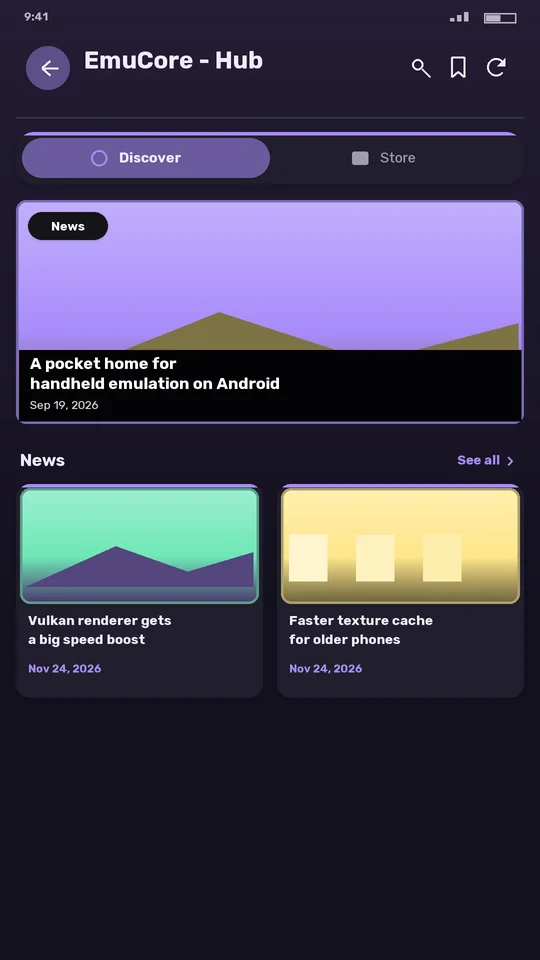 9:41
EmuCore - Hub
Discover
Store
News
A pocket home for
handheld emulation on Android
Sep 19, 2026
News
See all
Vulkan renderer gets
a big speed boost
Nov 24, 2026
Faster texture cache
for older phones
Nov 24, 2026